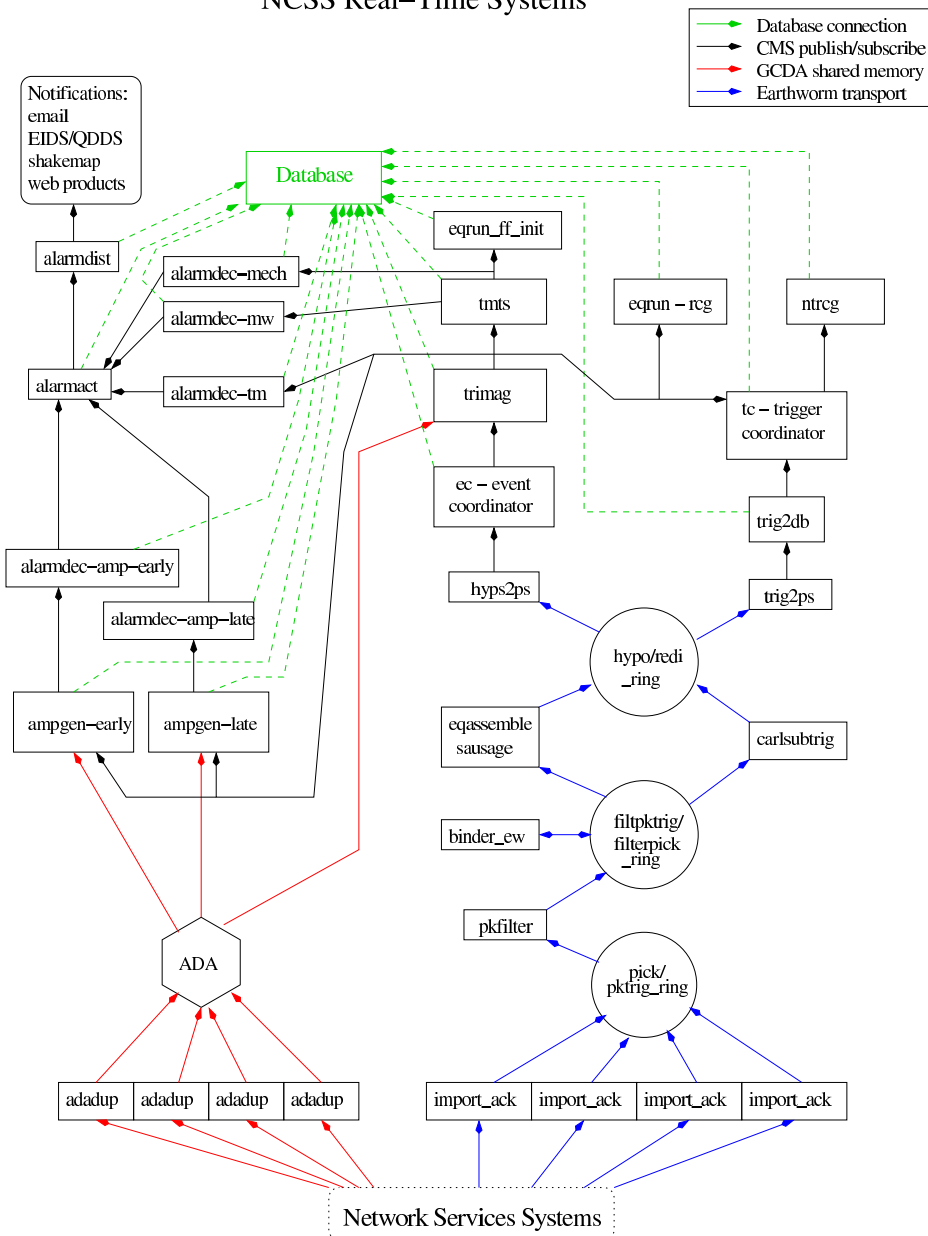 NCSS Real-Time Systems
Database connection
CMS publish/subscribe
GCDA shared memory
Earthworm transport
Notifications:
email
EIDS/QDDS
shakemap
web products
Database
eqrun_ff_init
alarmdist
alarmdec-mech
tmts
eqrun - rcg
ntrcg
alarmdec-mw
alarmact
alarmdec-tm
trimag
tc - trigger
coordinator
ec - event
coordinator
trig2db
alarmdec-amp-early
hyps2ps
trig2ps
alarmdec-amp-late
hypo/redi
_ring
ampgen-early
ampgen-late
eqassemble
sausage
carlsubtrig
binder_ew
filtpktrig/
filterpick
_ring
pkfilter
ADA
pick/
pktrig_ring
adadup
adadup
adadup
adadup
import_ack
import_ack
import_ack
import_ack
Network Services Systems